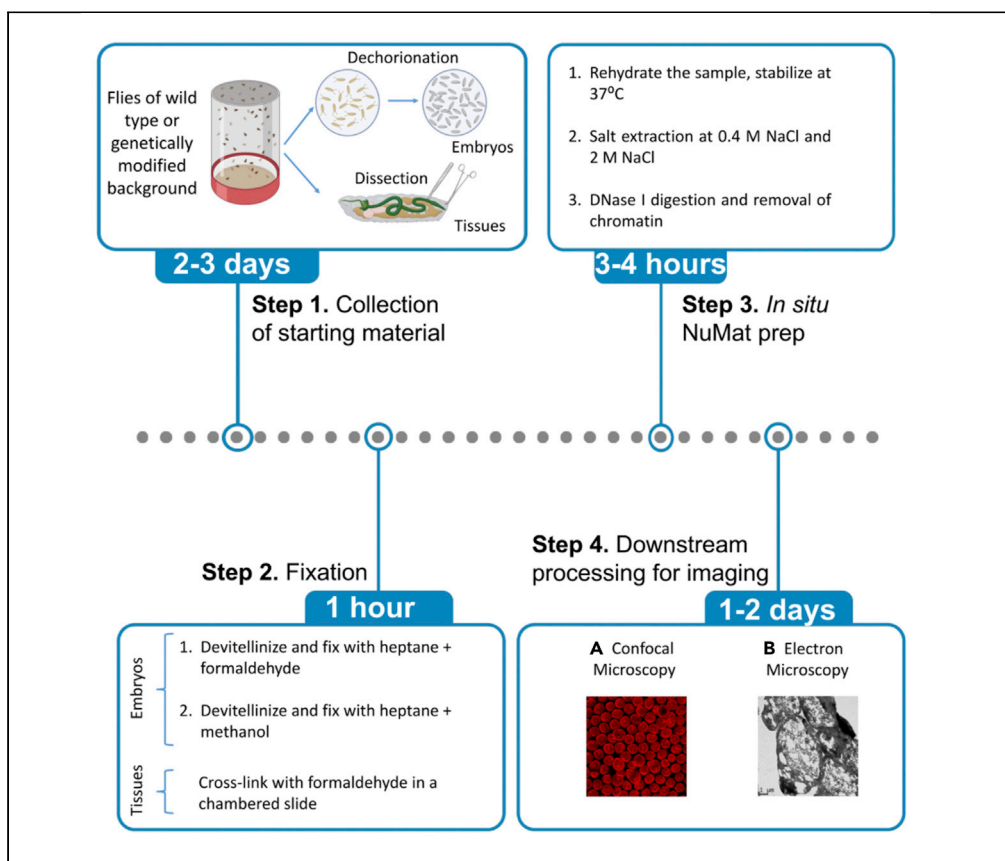 Flies of wild
type or
genetically
modified
background
Dechorionation
Embryos
Dissection
Tissues
2-3 days
Step 1. Collection
of starting material
1. Rehydrate the sample, stabilize at
37⁰C
2. Salt extraction at 0.4 M NaCl and
2 M NaCl
3. DNase I digestion and removal of
chromatin
3-4 hours
Step 3. In situ
NuMat prep
Step 2. Fixation
1 hour
Embryos
1. Devitellinize and fix with heptane +
formaldehyde
2. Devitellinize and fix with heptane +
methanol
Tissues
Cross-link with formaldehyde in a
chambered slide
Step 4. Downstream
processing for imaging
1-2 days
A Confocal
Microscopy
B Electron
Microscopy
1 µm